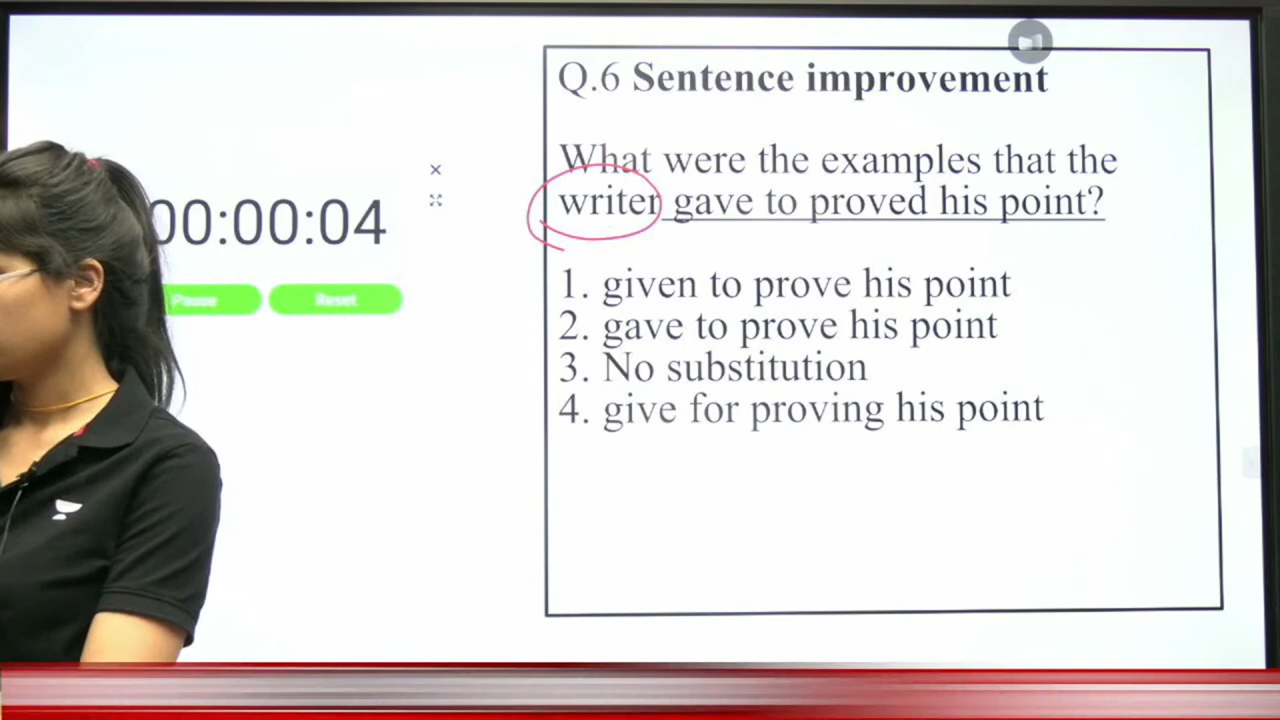 Q.6 Sentence improvement
What were the examples that the
writer gave to proved his point?
00:00:04
Pause
Reset
1. given to prove his point
2. gave to prove his point
3. No substitution
4. give for proving his point